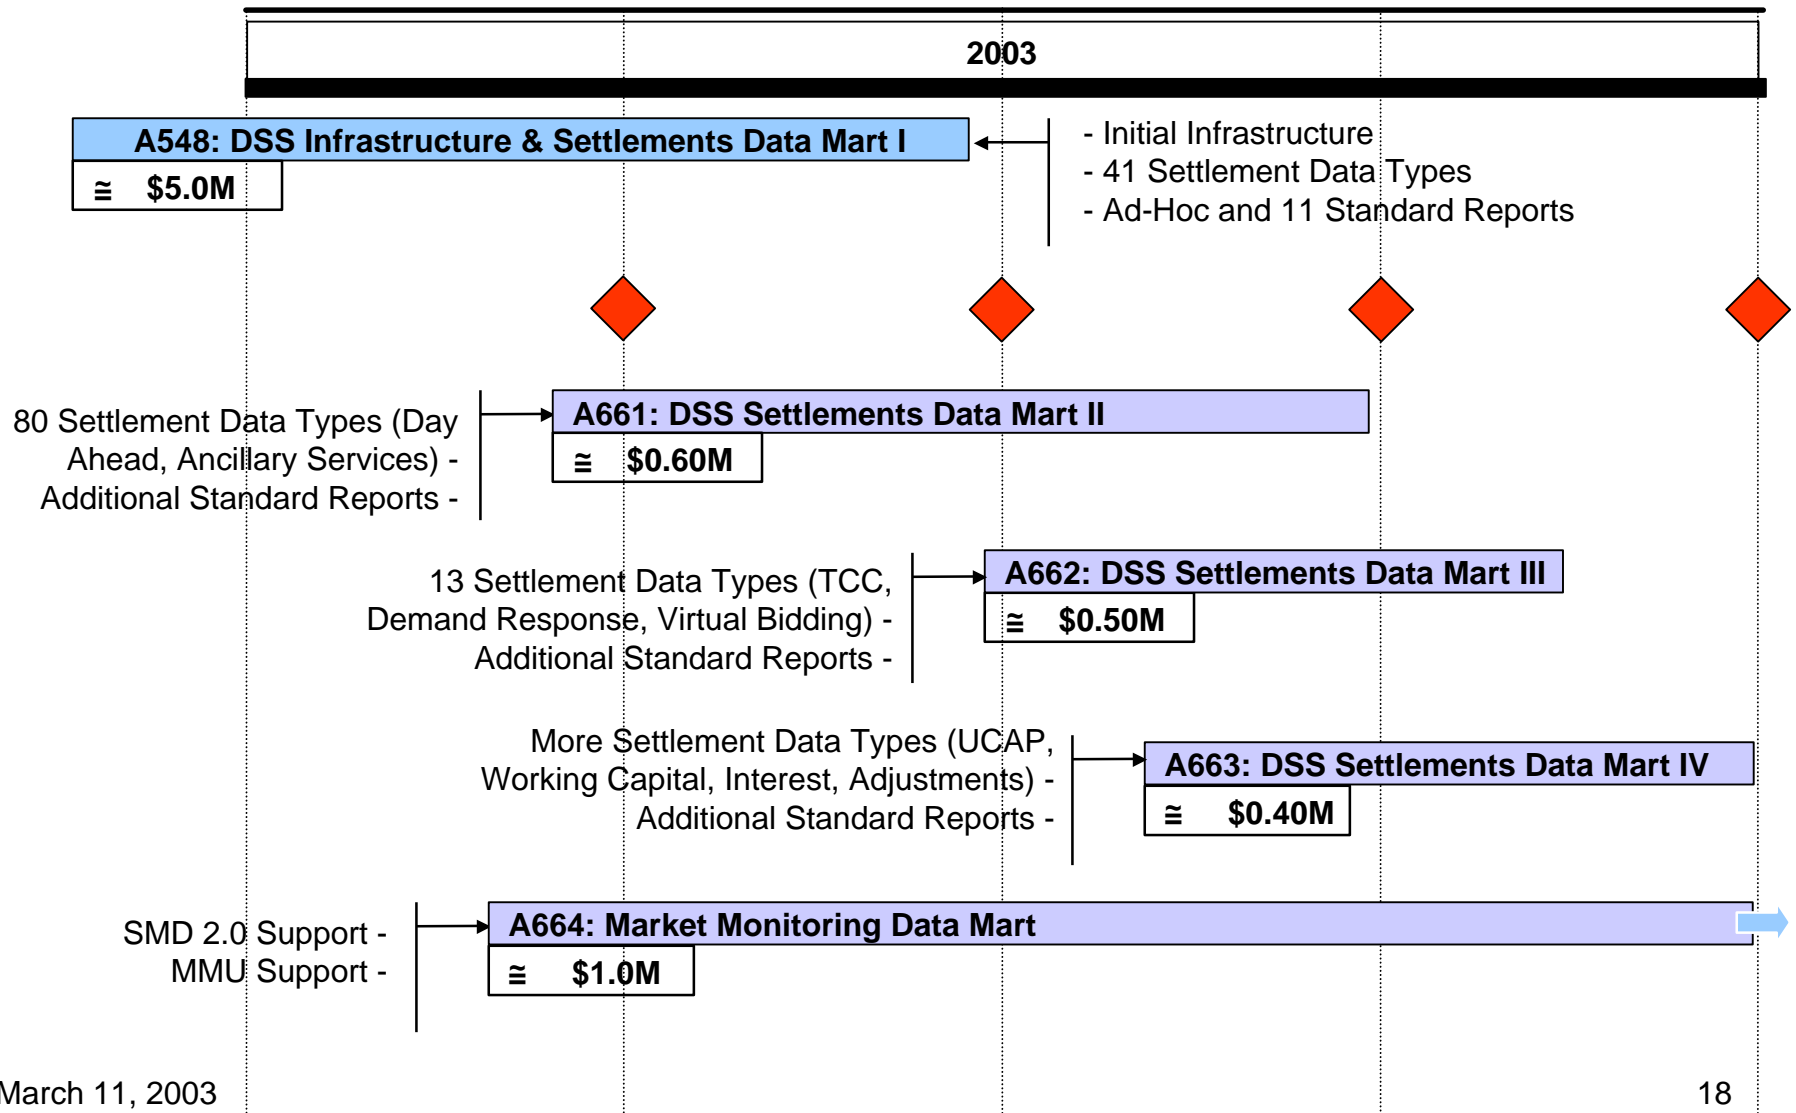 2003
A548: DSS Infrastructure & Settlements Data Mart I
≅ $5.0M
- Initial Infrastructure
- 41 Settlement Data Types
- Ad-Hoc and 11 Standard Reports
80 Settlement Data Types (Day
Ahead, Ancillary Services) -
Additional Standard Reports -
A661: DSS Settlements Data Mart II
≅ $0.60M
13 Settlement Data Types (TCC,
Demand Response, Virtual Bidding) -
Additional Standard Reports -
A662: DSS Settlements Data Mart III
≅ $0.50M
More Settlement Data Types (UCAP,
Working Capital, Interest, Adjustments) -
Additional Standard Reports -
A663: DSS Settlements Data Mart IV
≅ $0.40M
SMD 2.0 Support -
MMU Support -
A664: Market Monitoring Data Mart
≅ $1.0M
March 11, 2003
18